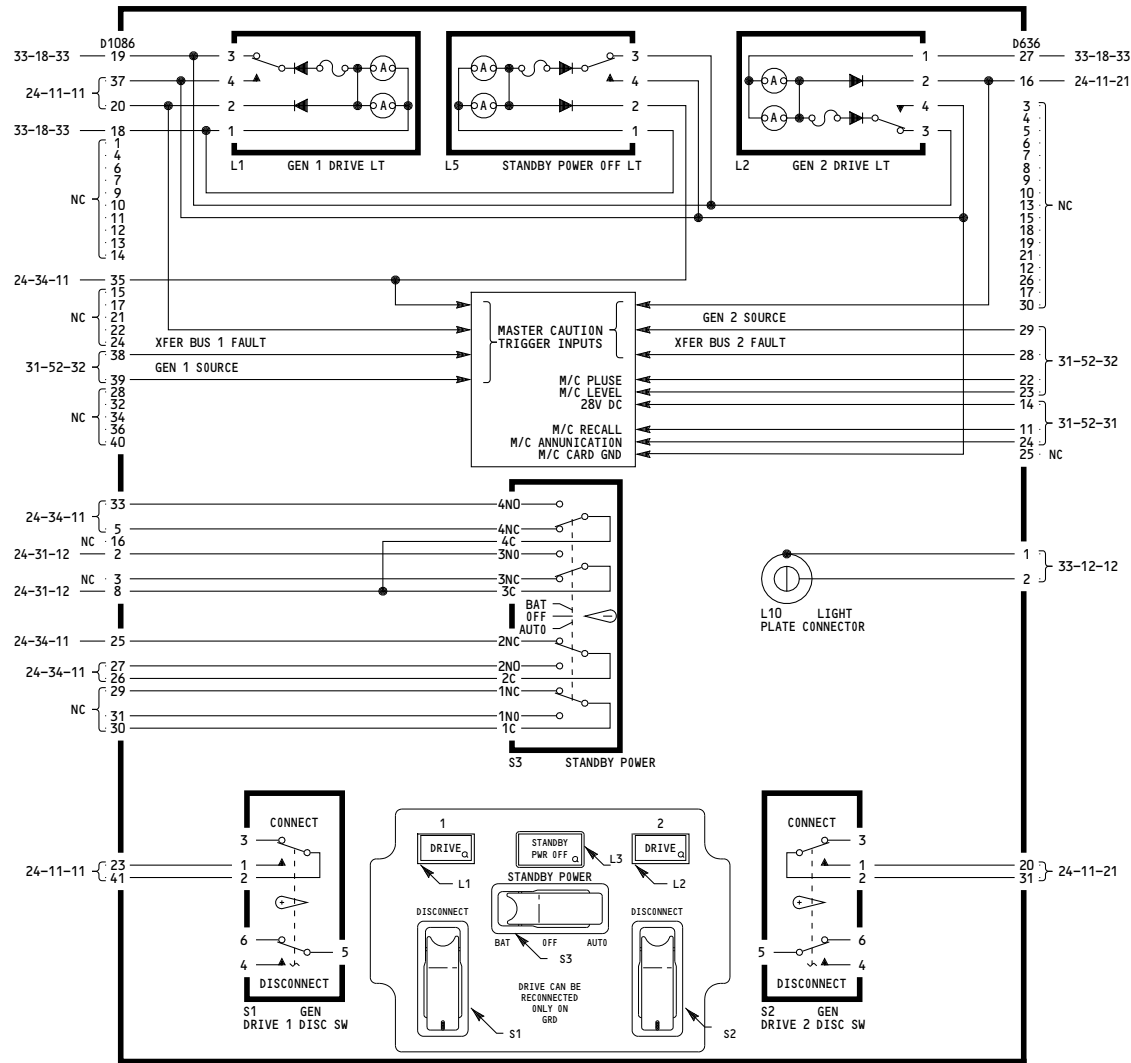 D1086
D636
33-18-33 19 3 3 1 27 33-18-33
37 4 4 2 16 24-11-21
24-11-11
20 2 2 4 3
4
33-18-33 18 1 1 3 5
L1 GEN 1 DRIVE LT
L5 STANDBY POWER OFF LT
L2 GEN 2 DRIVE LT
A A A A A A
1
4
6
7
9
NC 10
11
12
13
14
6
7
8
9
10
13 NC
15
18
19
21
12
26
17
30
24-34-11 35
15
17
NC 21
22
24
XFER BUS 1 FAULT
38
31-52-32
GEN 1 SOURCE
39
28
32
NC 34
36
40
MASTER CAUTION
TRIGGER INPUTS
GEN 2 SOURCE
29
XFER BUS 2 FAULT
28
31-52-32
M/C PLUSE 22
M/C LEVEL 23
28V DC 14
31-52-31
M/C RECALL 11
M/C ANNUNICATION 24
M/C CARD GND 25 NC
33 4NO
24-34-11
5 4NC
NC 16 4C
24-31-12 2 3NO
NC 3 3NC
24-31-12 8 3C
BAT
OFF
AUTO
24-34-11 25 2NC
27 2NO
24-34-11
26 2C
29 1NC
NC
31 1NO
30 1C
S3 STANDBY POWER
1
33-12-12
2
L10 LIGHT
PLATE CONNECTOR
CONNECT
3
24-11-11 23 1
41 2
6
5
4
DISCONNECT
S1 GEN
DRIVE 1 DISC SW
1 2
DRIVE
STANDBY
PWR OFF
DRIVE
L1
L3
L2
STANDBY POWER
DISCONNECT
DISCONNECT
BAT OFF AUTO
S3
DRIVE CAN BE
RECONNECTED
ONLY ON
GRD
S1
S2
CONNECT
3
1 20
2 31
24-11-21
6
5
4
DISCONNECT
S2 GEN
DRIVE 2 DISC SW